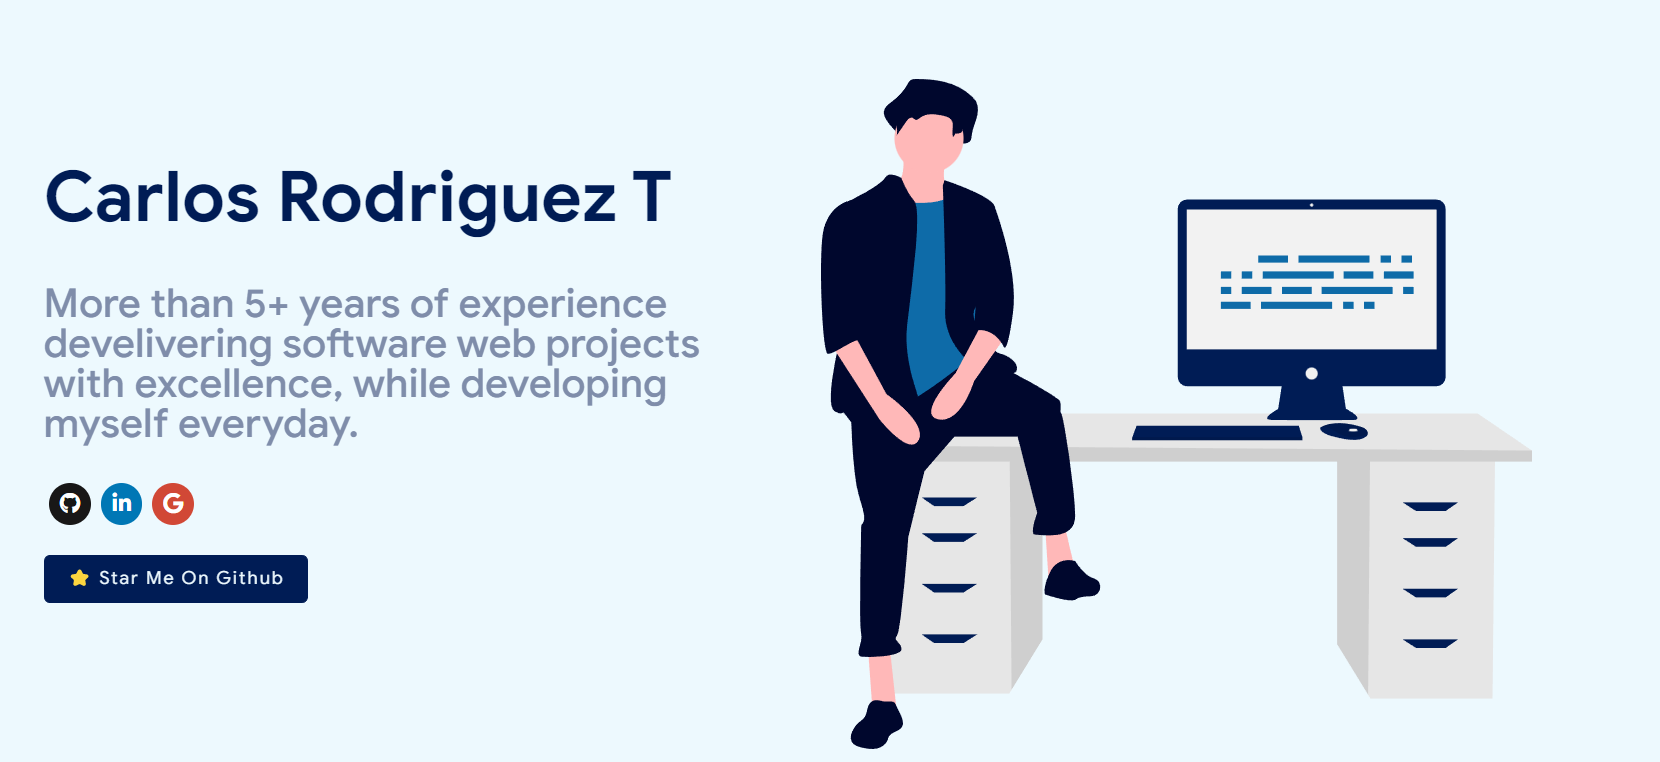 Carlos Rodriguez T
More than 5+ years of experience
develivering software web projects
with excellence, while developing
myself everyday.
in
G
Star Me On Github